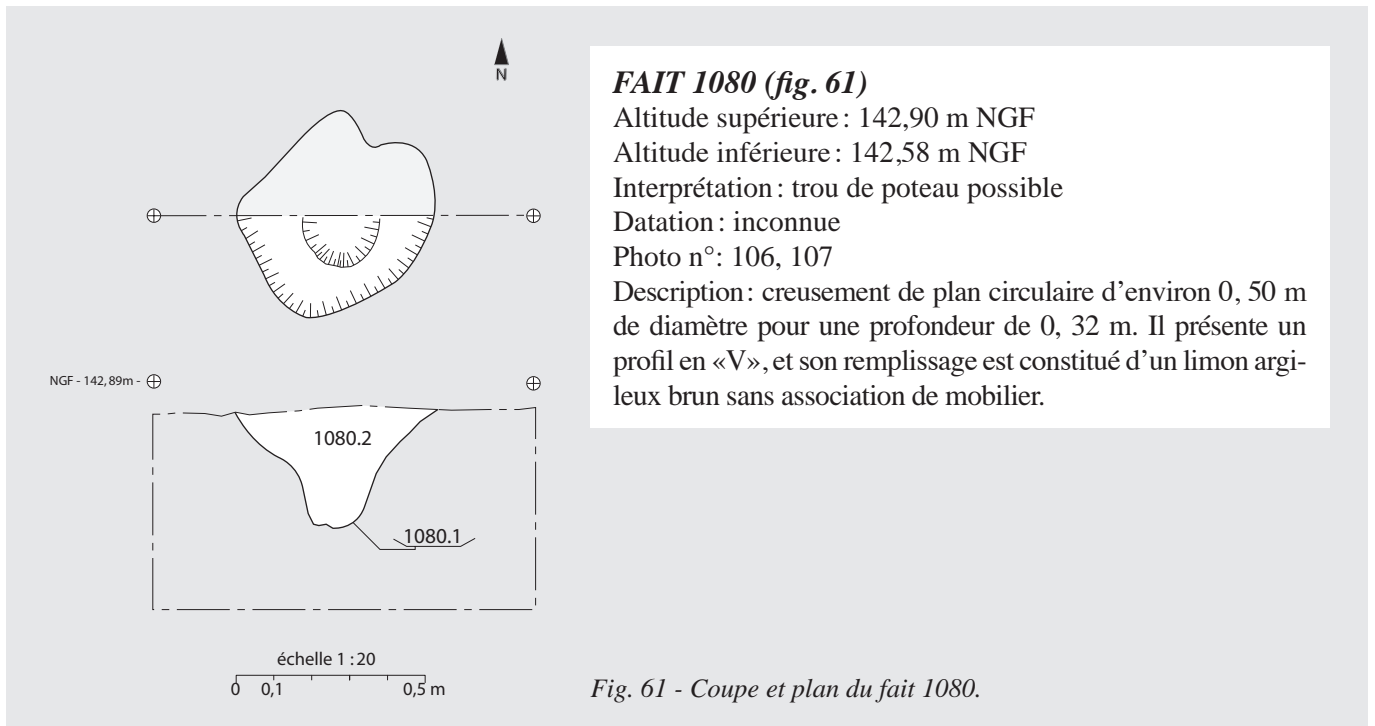 N
FAIT 1080 (fig. 61)
Altitude supérieure : 142,90 m NGF
Altitude inférieure : 142,58 m NGF
Interprétation : trou de poteau possible
Datation : inconnue
Photo n°: 106, 107
Description : creusement de plan circulaire d’environ 0, 50 m
de diamètre pour une profondeur de 0, 32 m. Il présente un
profil en «V», et son remplissage est constitué d’un limon argi-
leux brun sans association de mobilier.
NGF - 142,89m -
1080.2
1080.1
échelle 1 : 20
0 0,1 0,5 m
Fig. 61 - Coupe et plan du fait 1080.